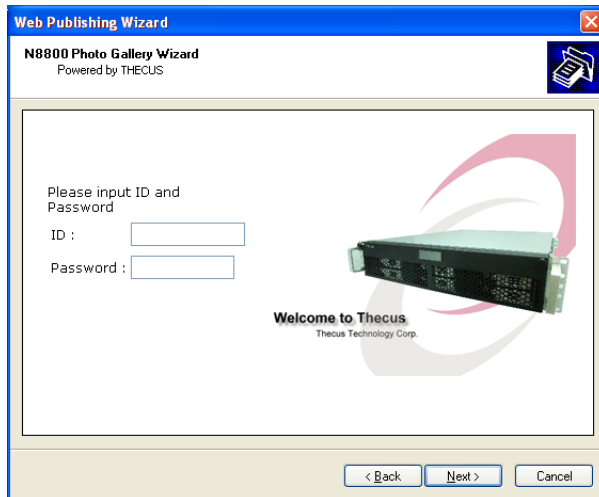 Web Publishing Wizard
N8800 Photo Gallery Wizard
Powered by THECUS
Please input ID and
Password
ID :
Password :
Welcome to Thecus
Thecus Technology Corp.
< Back
Next >
Cancel